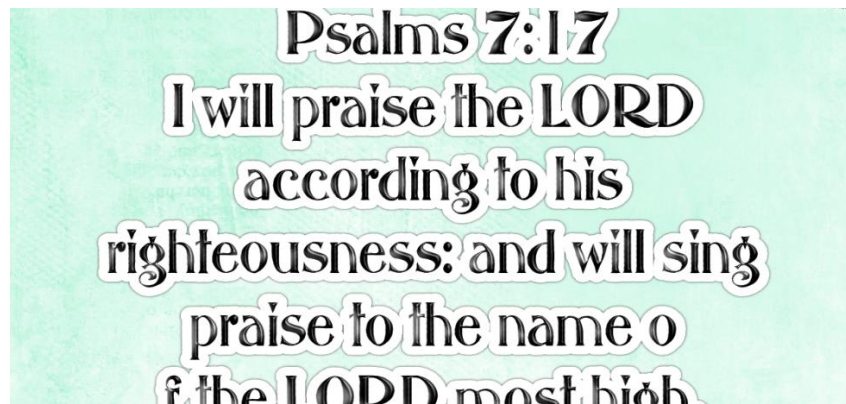 Psalms 7:17
I will praise the LORD
according to his
righteousness: and will sing
praise to the name o
f the LORD most high.